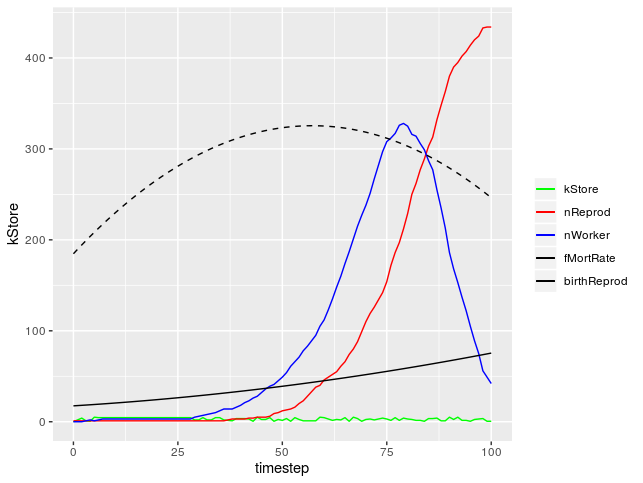 kStore
400
300
200
100
0
0 25 50 75 100
timestep
kStore
nReprod
nWorker
fMortRate
birthReprod